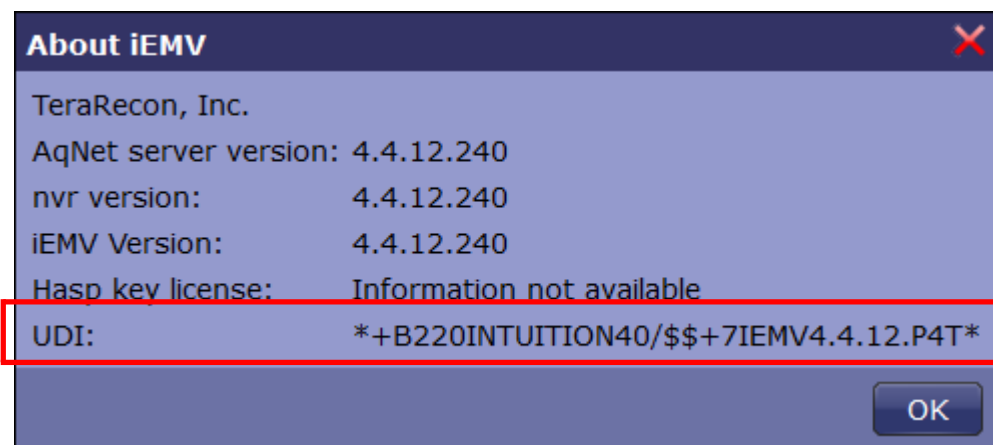 About iEMV
TeraRecon, Inc.
AqNet server version: 4.4.12.240
nvr version: 4.4.12.240
iEMV Version: 4.4.12.240
Hasp key license: Information not available
UDI: *+B220INTUITION40/$$+7IEMV4.4.12.P4T*
OK